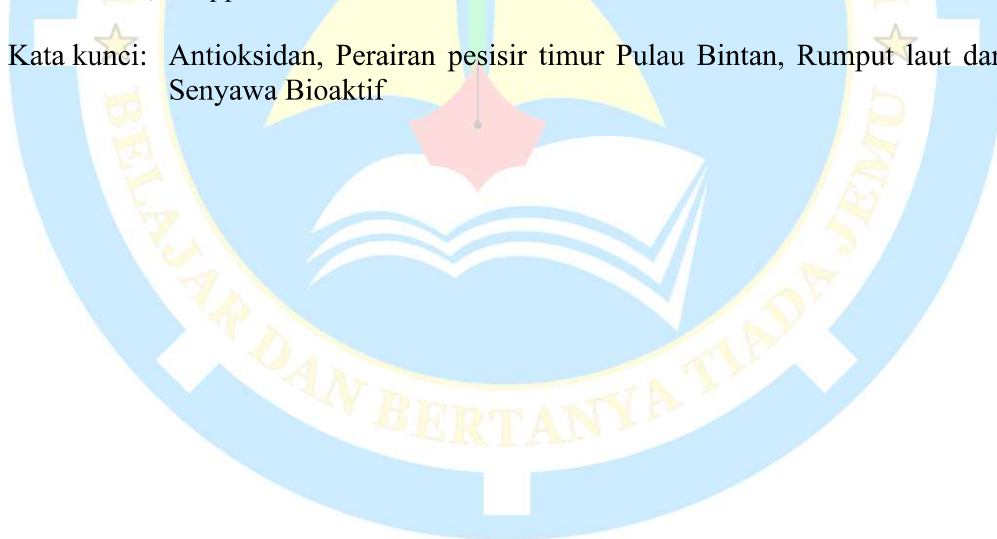 Kata kunci: Antioksidan, Perairan pesisir timur Pulau Bintan, Rumput laut dan
Senyawa Bioaktif
BELAJAR DAN BERTANYA TIADA JEMU